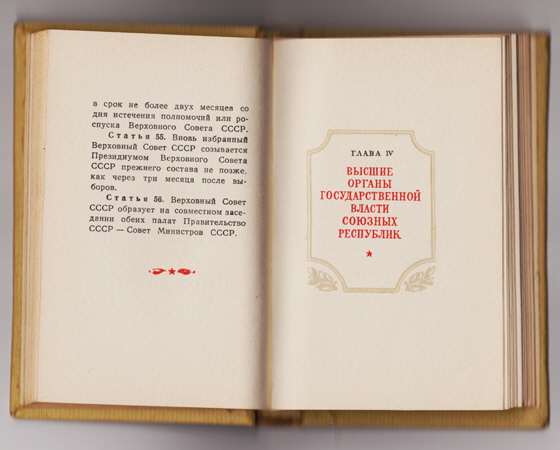 в срок не более двух месяцев со
дня истечения полномочий или ро-
спуска Верховного Совета СССР.
Статья 55. Вновь избранный
Верховный Совет СССР созывается
Президиумом Верховного Совета
СССР прежнего состава не позже,
как через три месяца после вы-
боров.
Статья 56. Верховный Совет
СССР образует на совместном засе-
дании обеих палат Правительство
СССР — Совет Министров СССР.
ГЛАВА IV
ВЫСШИЕ
ОРГАНЫ
ГОСУДАРСТВЕННОЙ
ВЛАСТИ
СОЮЗНЫХ
РЕСПУБЛИК